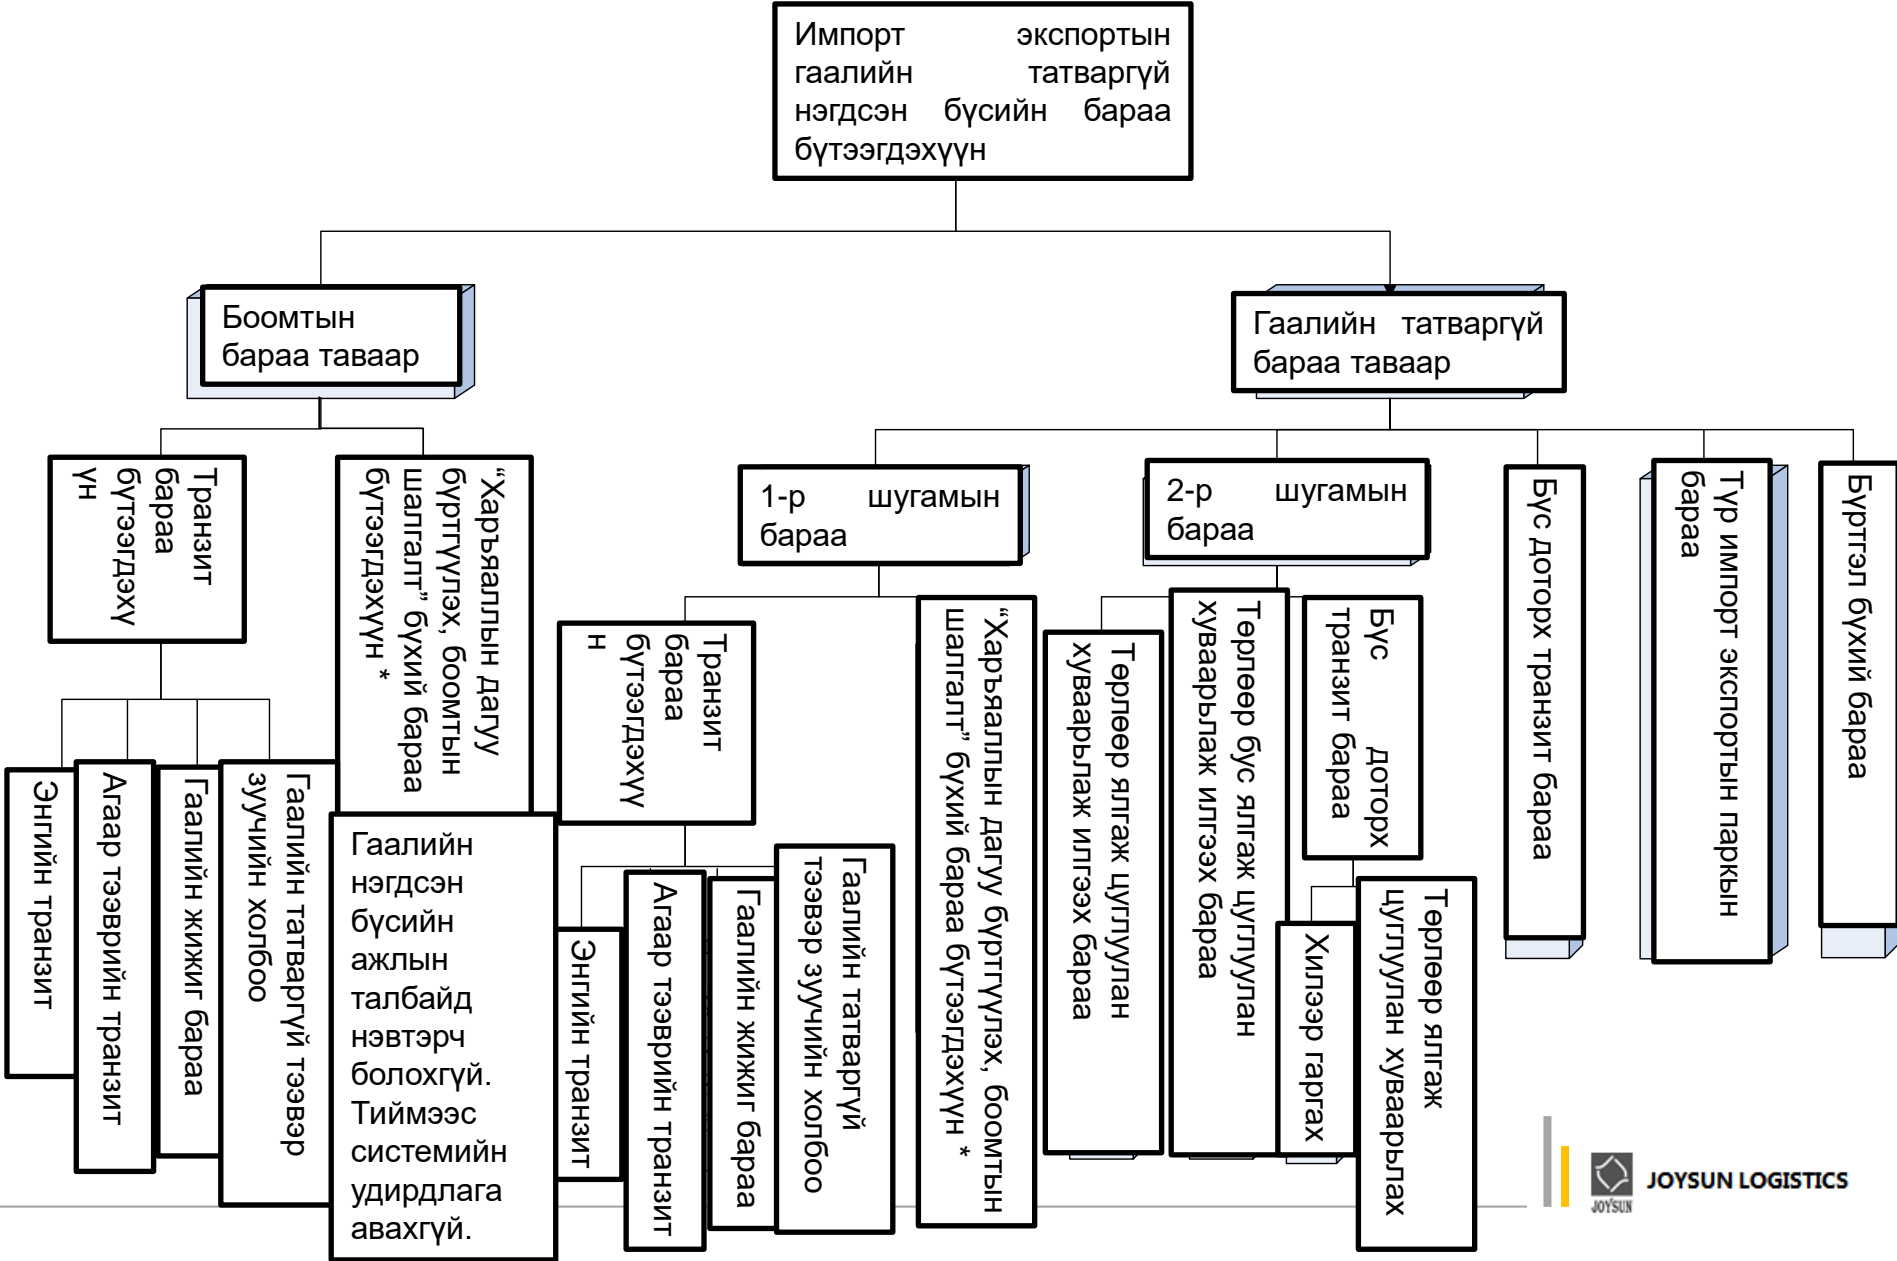 Импорт экспортын
гаалийн татваргүй
нэгдсэн бүсийн бараа
бүтээгдэхүүн
Боомтын
бараа таваар
Гаалийн татваргүй
бараа таваар
Транзит
бараа
бүтээгдэхү
үн
“Харъяаллын дагуу
бүртгүүлэх, боомтын
шалгалт” бүхий бараа
бүтээгдэхүүн *
1-р шугамын
бараа
2-р шугамын
бараа
Бүс доторх транзит бараа
Түр импорт экспортын паркын
бараа
Бүртгэл бүхий бараа
Энгийн транзит
Агаар тээврийн транзит
Гаалийн жижиг бараа
Гаалийн татваргүй тээвэр
зуучийн холбоо
Гаалийн
нэгдсэн
бүсийн
ажлын
талбайд
нэвтэрч
болохгүй.
Тиймээс
системийн
удирдлага
авахгүй.
Транзит
бараа
бүтээгдэхүү
н
“Харъяаллын дагуу бүртгүүлэх, боомтын
шалгалт” бүхий бараа бүтээгдэхүүн *
Энгийн транзит
Агаар тээврийн транзит
Гаалийн жижиг бараа
Гаалийн татваргүй
тээвэр зуучийн холбоо
Төрлөөр ялгаж цуглуулан
хуваарьлаж илгээх бараа
Төрлөөр бус ялгаж цуглуулан
хуваарьлаж илгээх бараа
Бүс доторх
транзит бараа
Хилээр гаргах
Төрлөөр ялгаж
цуглуулан хуваарьлах
JOYSUN
JOYSUN LOGISTICS